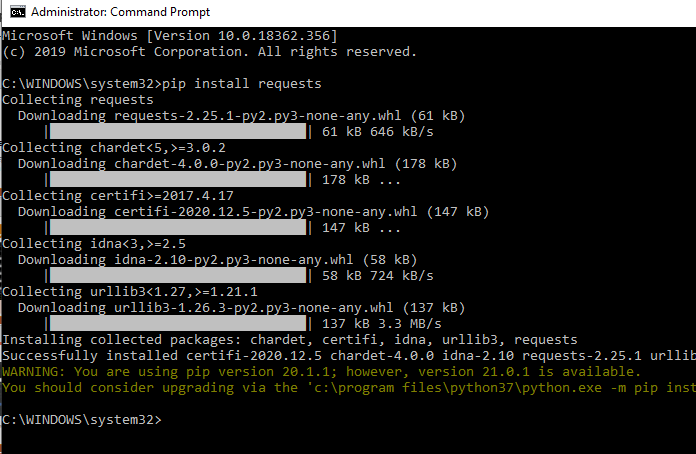 Administrator: Command Prompt
Microsoft Windows [Version 10.0.18362.356]
(c) 2019 Microsoft Corporation. All rights reserved.
C:\WINDOWS\system32>pip install requests
Collecting requests
Downloading requests-2.25.1-py2.py3-none-any.whl (61 kB)
| | 61 kB 646 kB/s
Collecting chardet<5,>=3.0.2
Downloading chardet-4.0.0-py2.py3-none-any.whl (178 kB)
| | 178 kB ...
Collecting certifi>=2017.4.17
Downloading certifi-2020.12.5-py2.py3-none-any.whl (147 kB)
| | 147 kB ...
Collecting idna<3,>=2.5
Downloading idna-2.10-py2.py3-none-any.whl (58 kB)
| | 58 kB 724 kB/s
Collecting urllib3<1.27,>=1.21.1
Downloading urllib3-1.26.3-py2.py3-none-any.whl (137 kB)
| | 137 kB 3.3 MB/s
Installing collected packages: chardet, certifi, idna, urllib3, requests
Successfully installed certifi-2020.12.5 chardet-4.0.0 idna-2.10 requests-2.25.1 urllib
WARNING: You are using pip version 20.1.1; however, version 21.0.1 is available.
You should consider upgrading via the 'c:\program files\python37\python.exe -m pip inst
C:\WINDOWS\system32>